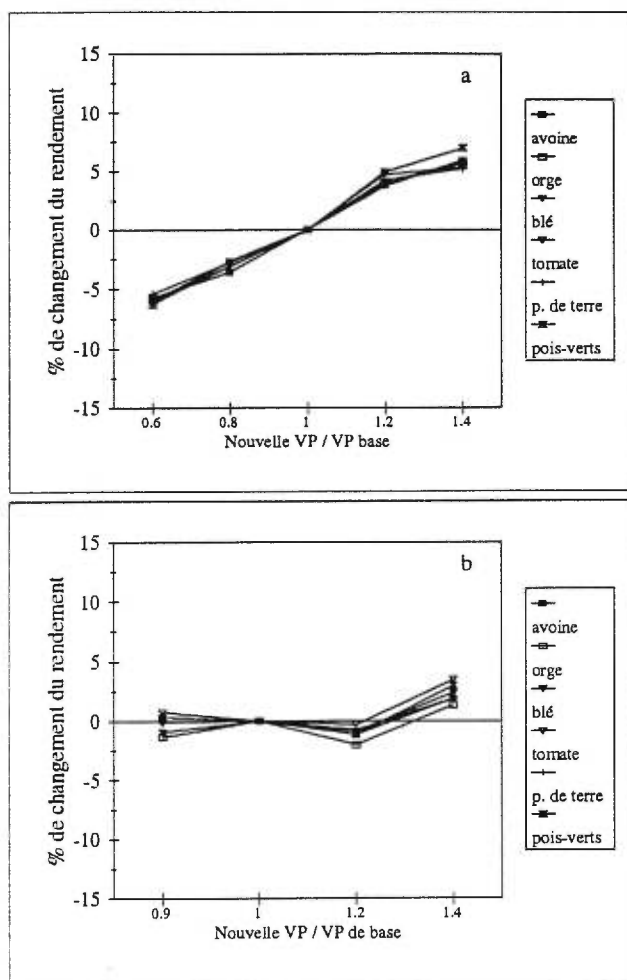 a
% de changement du rendement
15
10
5
0
-5
-10
-15
0.6 0.8 1 1.2 1.4
Nouvelle VP / VP base
avoine
orge
blé
tomate
p. de terre
pois-verts
b
% de changement du rendement
15
10
5
0
-5
-10
-15
0.9 1 1.2 1.4
Nouvelle VP / VP de base
avoine
orge
blé
tomate
p. de terre
pois-verts